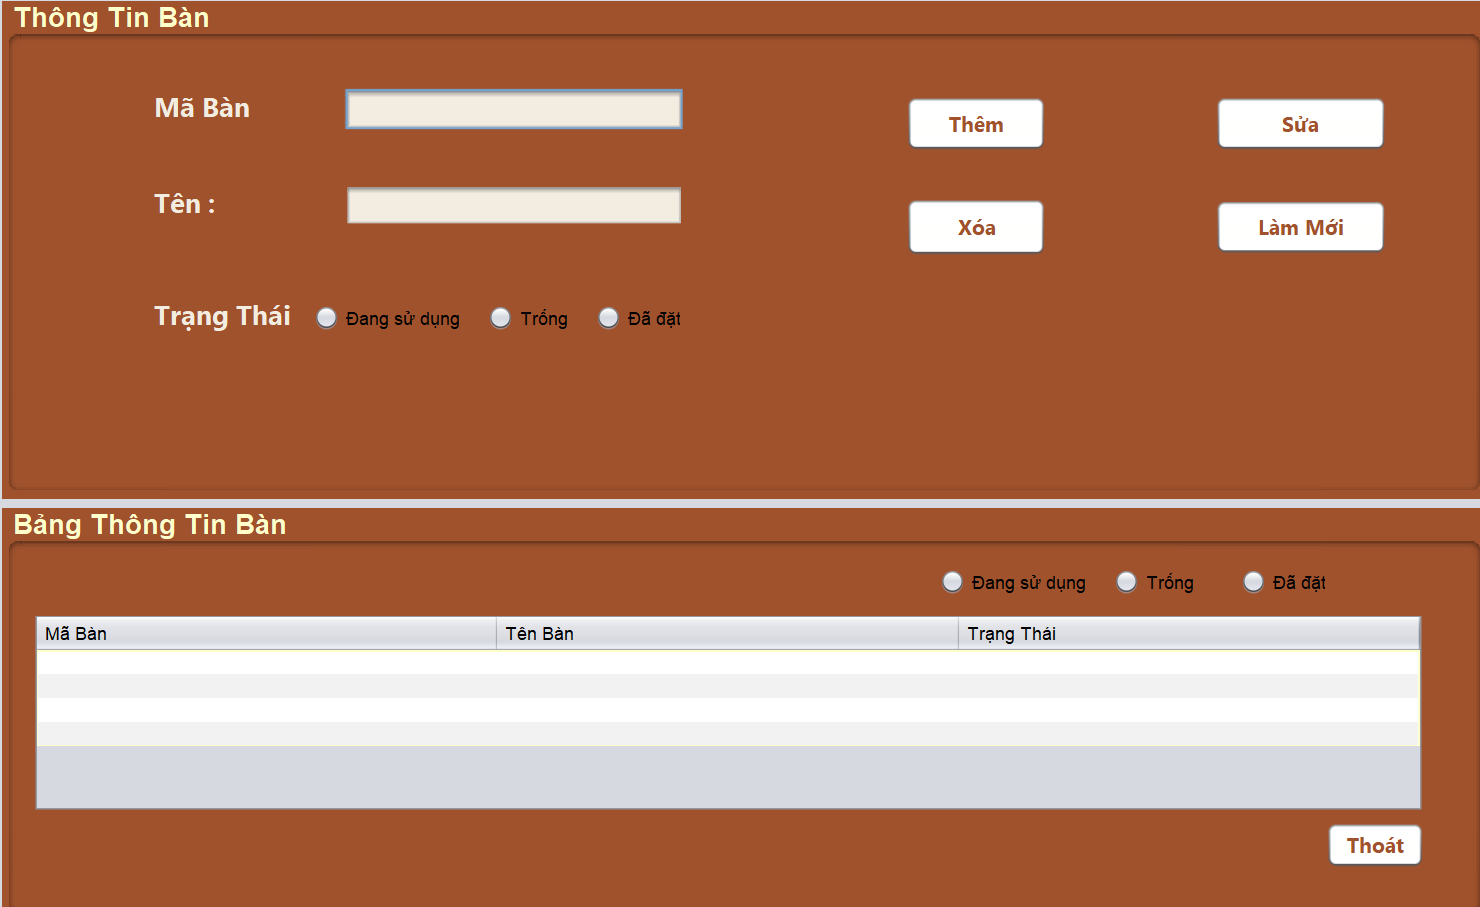 Thông Tin Bàn
Mã Bàn
Thêm
Sửa
Tên :
Xóa
Làm Mới
Trạng Thái Đang sử dụng Trống Đã đặt
Bảng Thông Tin Bàn
Đang sử dụng Trống Đã đặt
Mã Bàn Tên Bàn Trạng Thái
Thoát